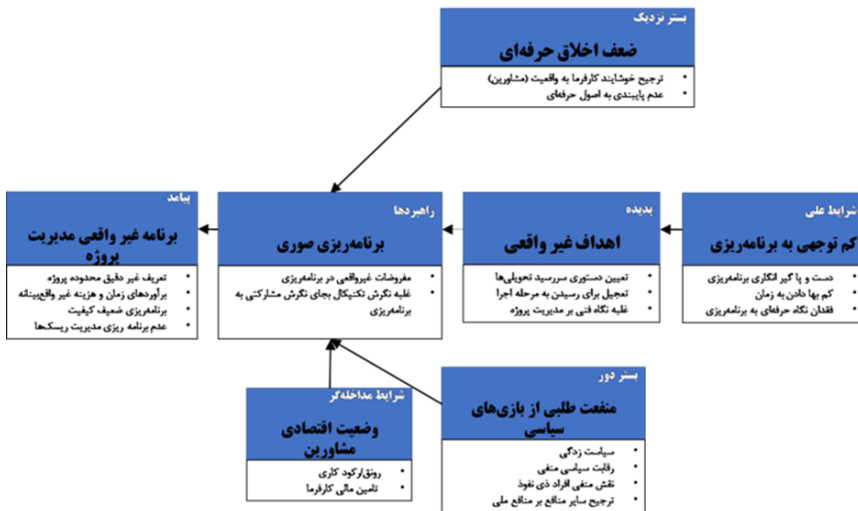 بستر نزدیک
ضعف اخلاق حرفه‌ای
ترجیح خوشایند کارفرما به واقعیت (مشاورین)
عدم پایبندی به اصول حرفه‌ای
شرایط علی
کم توجهی به برنامه‌ریزی
دست و پا گیر انگاری برنامه‌ریزی
کم بها دادن به زمان
فقدان نگاه حرفه‌ای به برنامه‌ریزی
پدیده
اهداف غیر واقعی
تعیین دستوری سررسید تحویلی‌ها
تعجیل برای رسیدن به مرحله اجرا
غلبه نگاه فنی بر مدیریت پروژه
راهبردها
برنامه‌ریزی صوری
مفروضات غیرواقعی در برنامه‌ریزی
غلبه نگرش تکنیکال بجای نگرش مشارکتی به
برنامه‌ریزی
پیامد
برنامه غیر واقعی مدیریت
پروژه
تعریف غیر دقیق محدوده پروژه
برآوردهای زمان و هزینه غیر واقع‌بینانه
برنامه‌ریزی ضعیف کیفیت
عدم برنامه ریزی مدیریت ریسک‌ها
بستر دور
منفعت طلبی از بازی‌های
سیاسی
سیاست زدگی
رقابت سیاسی منفی
نقش منفی افراد ذی نفوذ
ترجیح سایر منافع بر منافع ملی
شرایط مداخله‌گر
وضعیت اقتصادی
مشاورین
رونق/رکود کاری
تامین مالی کارفرما